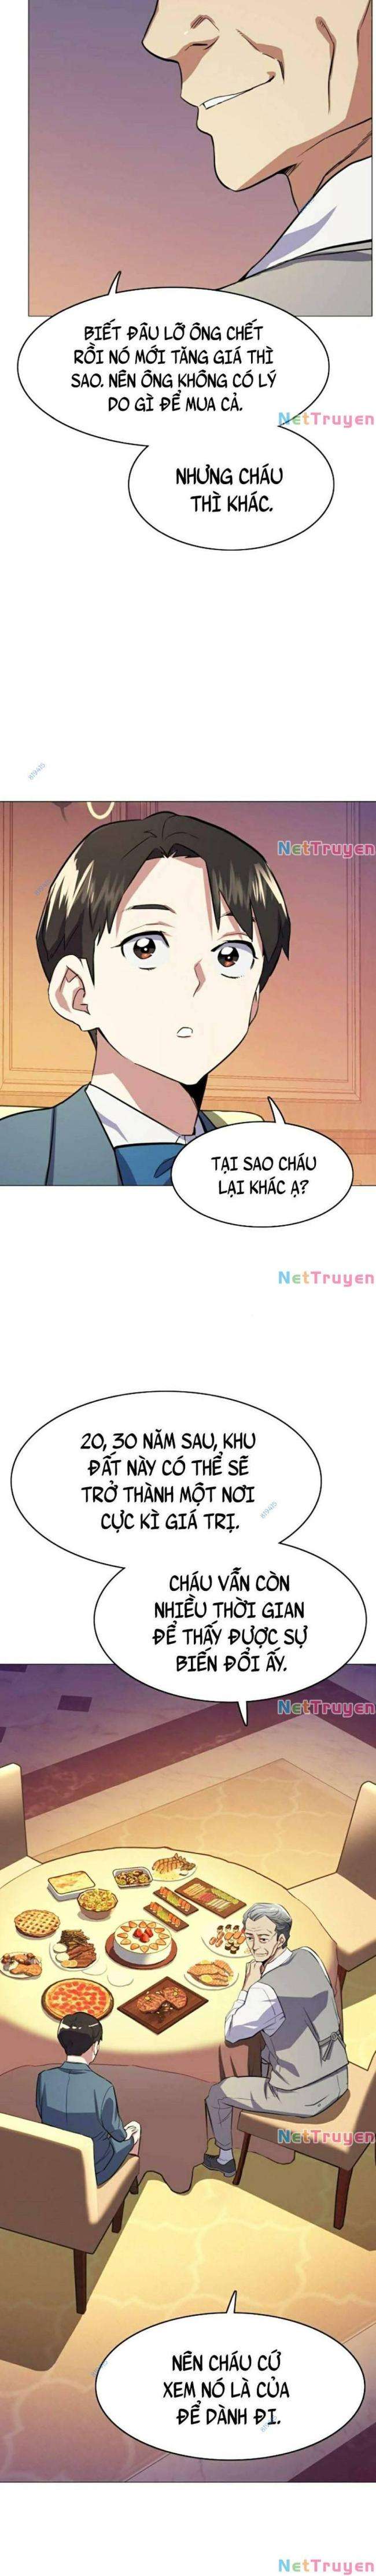 BIẾT ĐÂU LỠ ÔNG CHẾT
RỒI NÓ MỚI TĂNG GIÁ THÌ
SAO. NÊN ÔNG KHÔNG CÓ LÝ
DO GÌ ĐỂ MUA CẢ.
NetTruyen
NHƯNG CHÁU
THÌ KHÁC.
NetTruyen
TẠI SAO CHÁU
LẠI KHÁC Ạ?
NetTruyen
20, 30 NĂM SAU, KHU
ĐẤT NÀY CÓ THỂ SẼ
TRỞ THÀNH MỘT NƠI
CỰC KÌ GIÁ TRỊ.
CHÁU VẪN CÒN
NHIỀU THỜI GIAN
ĐỂ THẤY ĐƯỢC SỰ
BIẾN ĐỔI ẤY.
NetTruyen
NetTruyen
NÊN CHÁU CỨ
XEM NÓ LÀ CỦA
ĐỂ DÀNH ĐI.
NetTruyen